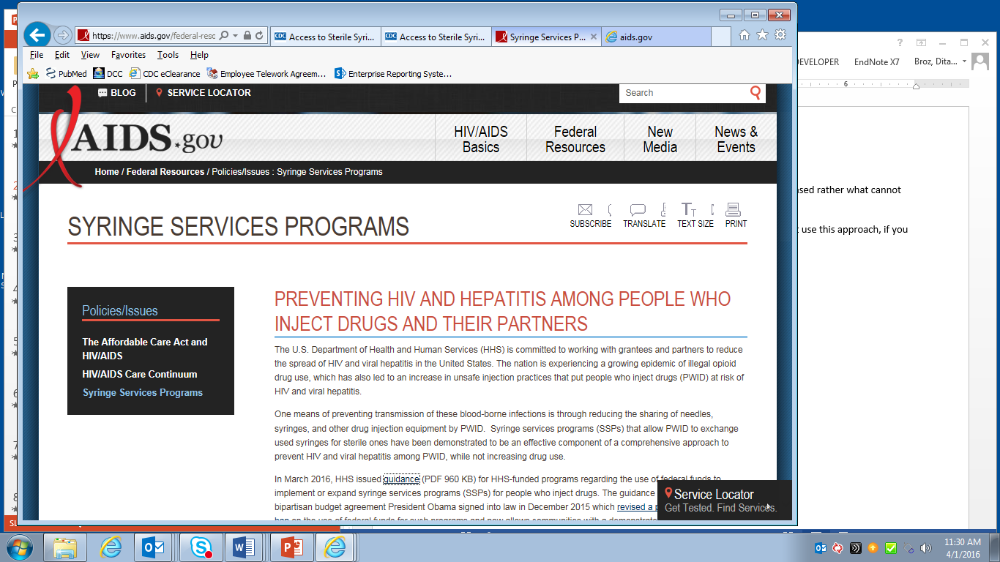 https://www.aids.gov/federal-reso
Access to Sterile Syri...
Access to Sterile Syri...
Syringe Services P...
aids.gov
File Edit View Favorites Tools Help
PubMed DCC CDC eClearance Employee Telework Agreem... Enterprise Reporting Syste...
DEVELOPER EndNote X7 Broz, Dita...
6
BLOG SERVICE LOCATOR Search
AIDS.gov
HIV/AIDS Basics
Federal Resources
New Media
News & Events
Home / Federal Resources / Policies/Issues : Syringe Services Programs
SYRINGE SERVICES PROGRAMS
SUBSCRIBE TRANSLATE TEXT SIZE PRINT
Policies/Issues
The Affordable Care Act and
HIV/AIDS
HIV/AIDS Care Continuum
Syringe Services Programs
PREVENTING HIV AND HEPATITIS AMONG PEOPLE WHO
INJECT DRUGS AND THEIR PARTNERS
The U.S. Department of Health and Human Services (HHS) is committed to working with grantees and partners to reduce
the spread of HIV and viral hepatitis in the United States. The nation is experiencing a growing epidemic of illegal opioid
drug use, which has also led to an increase in unsafe injection practices that put people who inject drugs (PWID) at risk of
HIV and viral hepatitis.
One means of preventing transmission of these blood-borne infections is through reducing the sharing of needles,
syringes, and other drug injection equipment by PWID. Syringe services programs (SSPs) that allow PWID to exchange
used syringes for sterile ones have been demonstrated to be an effective component of a comprehensive approach to
prevent HIV and viral hepatitis among PWID, while not increasing drug use.
In March 2016, HHS issued guidance (PDF 960 KB) for HHS-funded programs regarding the use of federal funds to
implement or expand syringe services programs (SSPs) for people who inject drugs. The guidance
bipartisan budget agreement President Obama signed into law in December 2015 which revised a p
ban on the use of federal funds for such programs and now allows communities with a demonstrate
Service Locator
Get Tested. Find Services.
sed rather what cannot
use this approach, if you
1
2
3
4
5
6
7
8
11:30 AM
4/1/2016